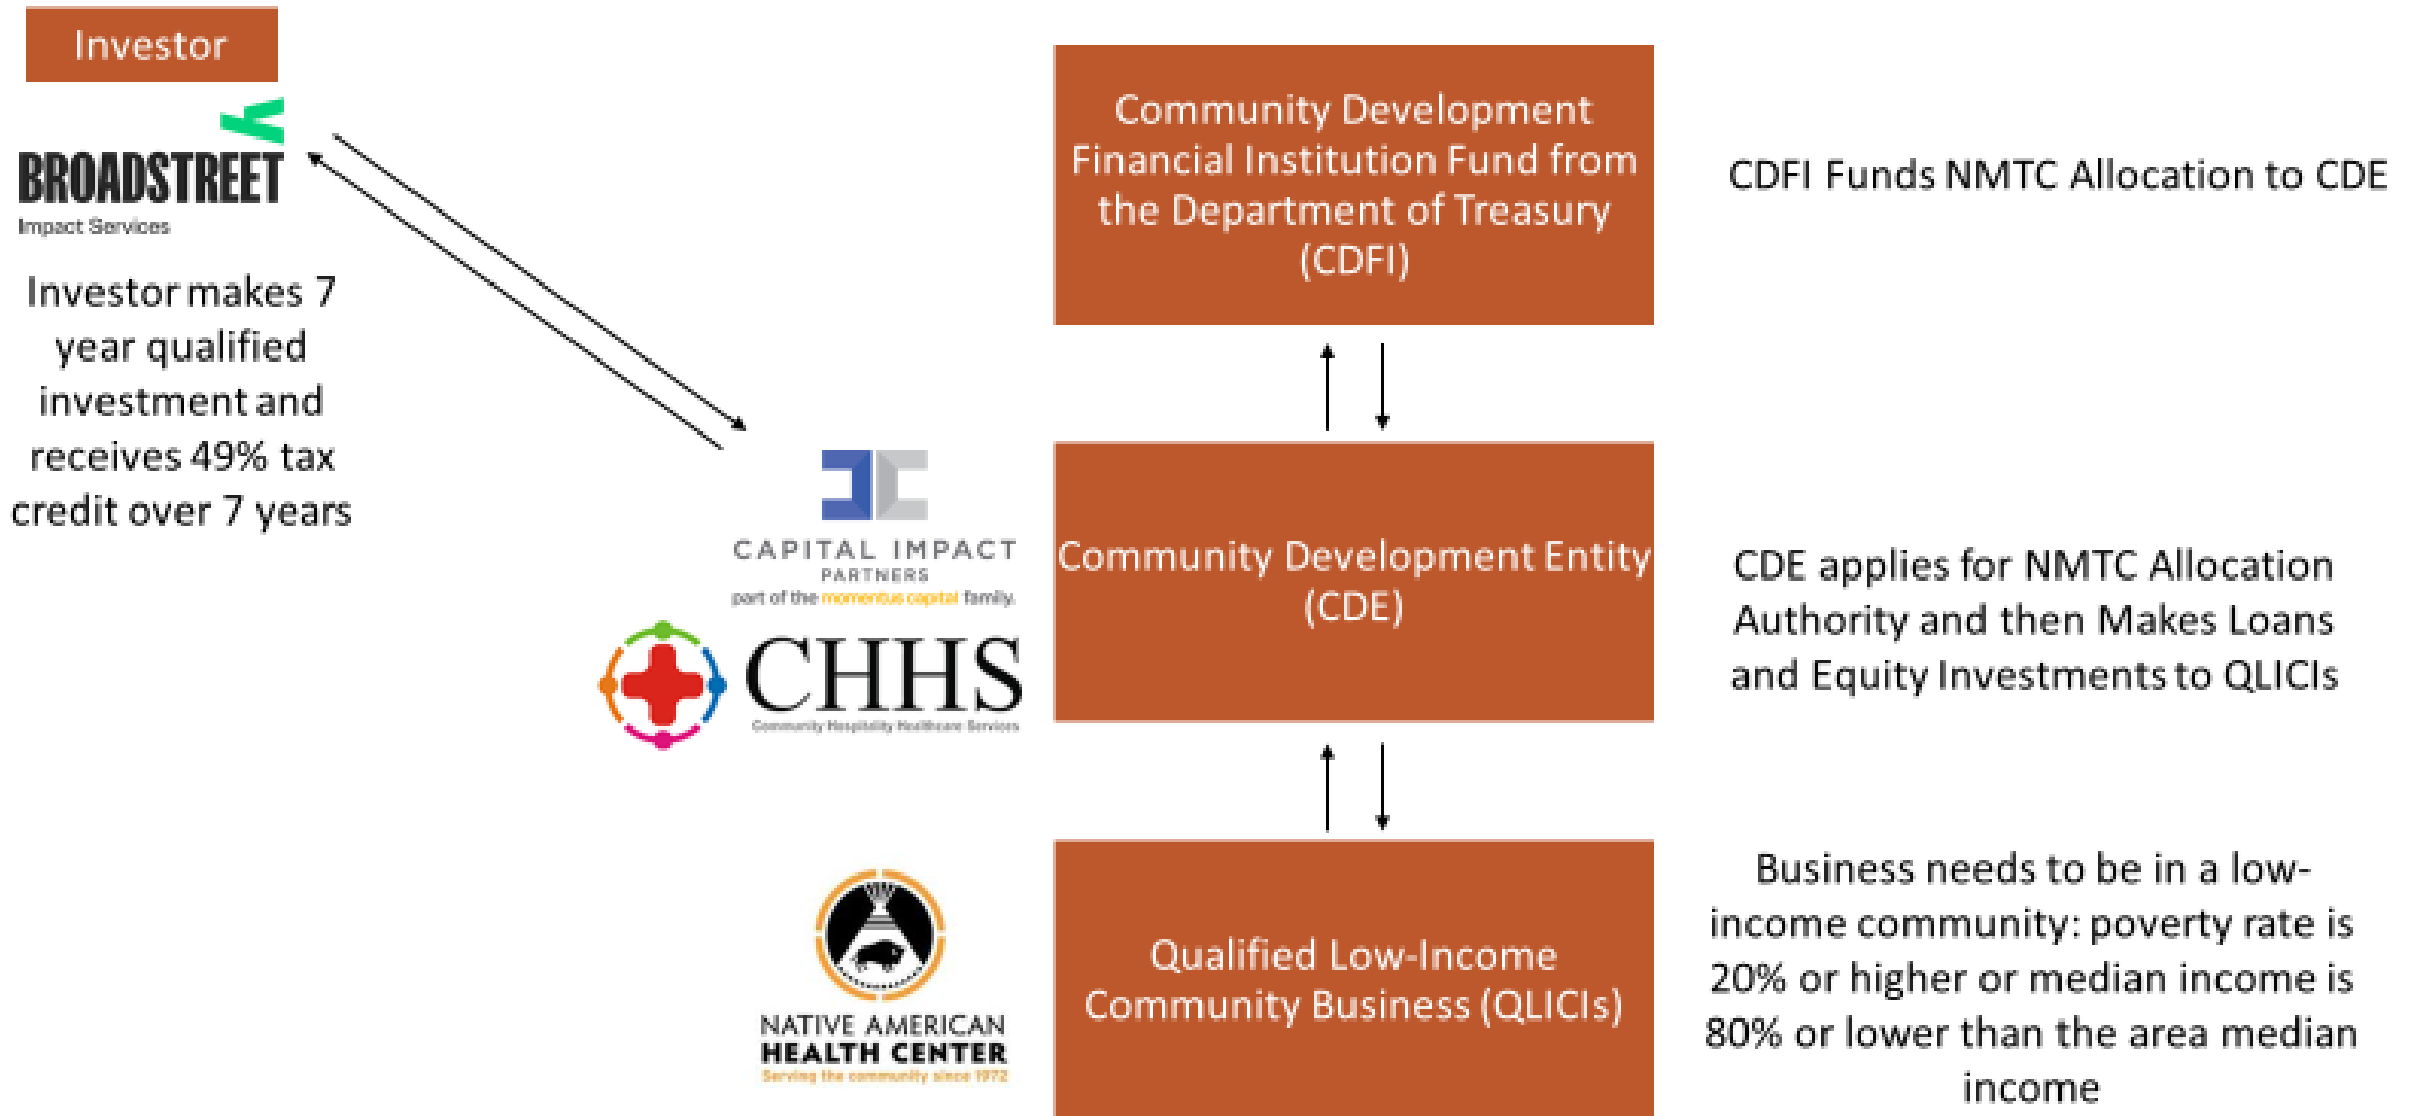 Investor
BROADSTREET
Impact Services
Investor makes 7
year qualified
investment and
receives 49% tax
credit over 7 years
Community Development
Financial Institution Fund from
the Department of Treasury
(CDFI)
CDFI Funds NMTC Allocation to CDE
CAPITAL IMPACT
PARTNERS
part of the momentus capital family.
CHHS
Community Hospitality Healthcare Services
Community Development Entity
(CDE)
CDE applies for NMTC Allocation
Authority and then Makes Loans
and Equity Investments to QLICIs
NATIVE AMERICAN
HEALTH CENTER
Serving the community since 1972
Qualified Low-Income
Community Business (QLICIs)
Business needs to be in a low-
income community: poverty rate is
20% or higher or median income is
80% or lower than the area median
income